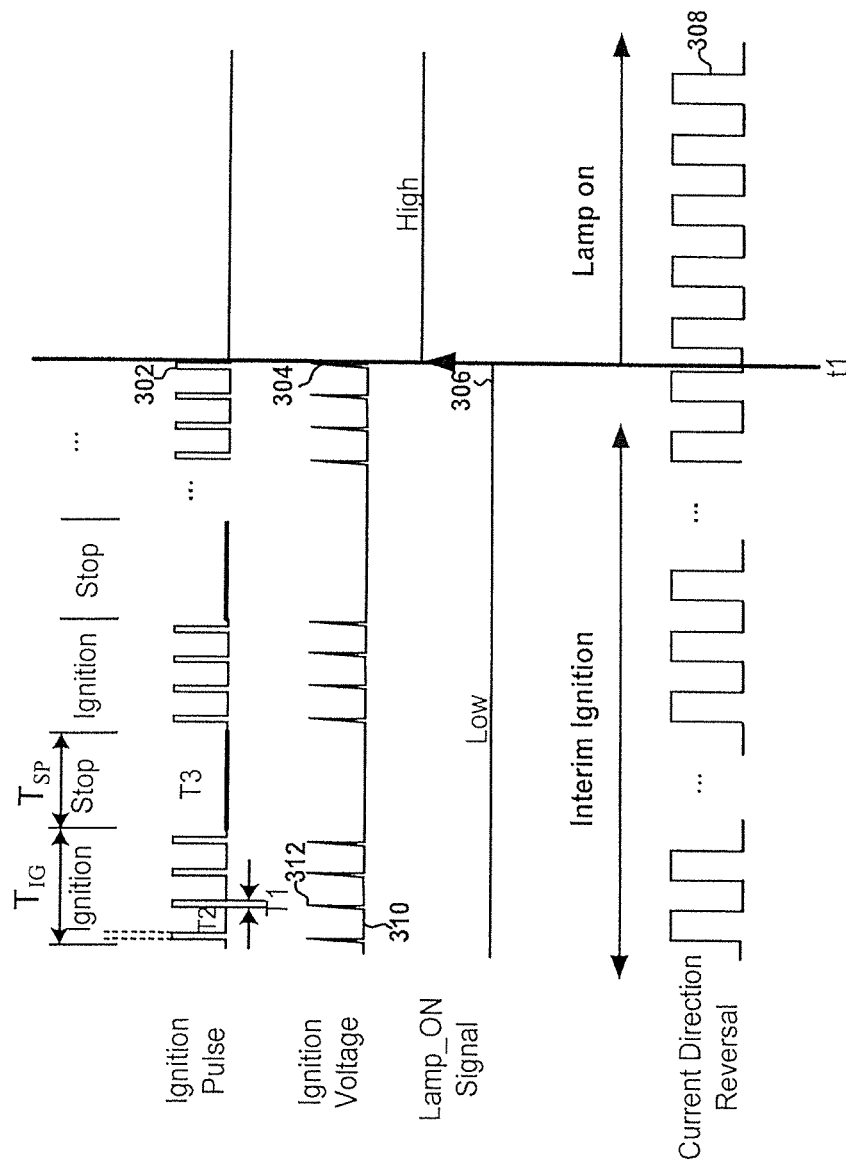 T_IG
T_SP
Ignition
Stop
Ignition
Stop
...
Ignition
Pulse
T2
T1
T3
...
302
Ignition
Voltage
310
312
304
Lamp_ON
Signal
Low
306
High
Interim Ignition
Lamp on
Current Direction
Reversal
...
...
308
t1